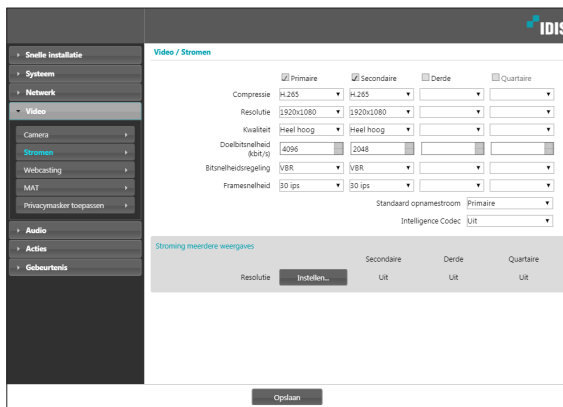 IDIS
Snelle installatie
Systeem
Netwerk
Video
Camera
Stromen
Webcasting
MAT
Privacymasker toepassen
Audio
Acties
Gebeurtenis
Video / Stromen
Primaire Secondaire Derde Quartaire
Compressie H.265 H.265
Resolutie 1920x1080 1920x1080
Kwaliteit Heel hoog Heel hoog
Doelbitsnelheid
(kbit/s) 4096 2048
Bitsnelheidsregeling VBR VBR
Framesnelheid 30 ips 30 ips
Standaard opnamestroom Primaire
Intelligence Codec Uit
Stroming meerdere weergaves
Secondaire Derde Quartaire
Resolutie Instellen... Uit Uit Uit
Opslaan